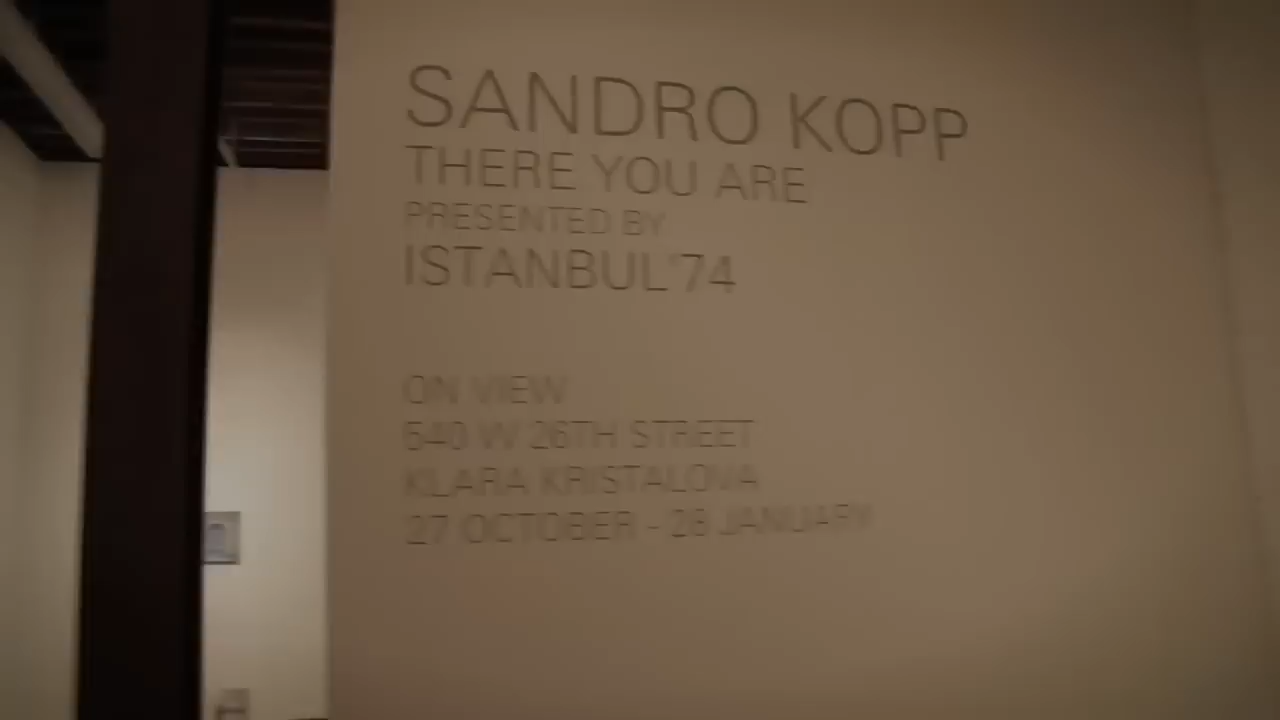 SANDRO KOPP
THERE YOU ARE
PRESENTED BY
ISTANBUL'74
ON VIEW
540 W 26TH STREET
KLARA KRISTALOVA
27 OCTOBER - 28 JANUARY